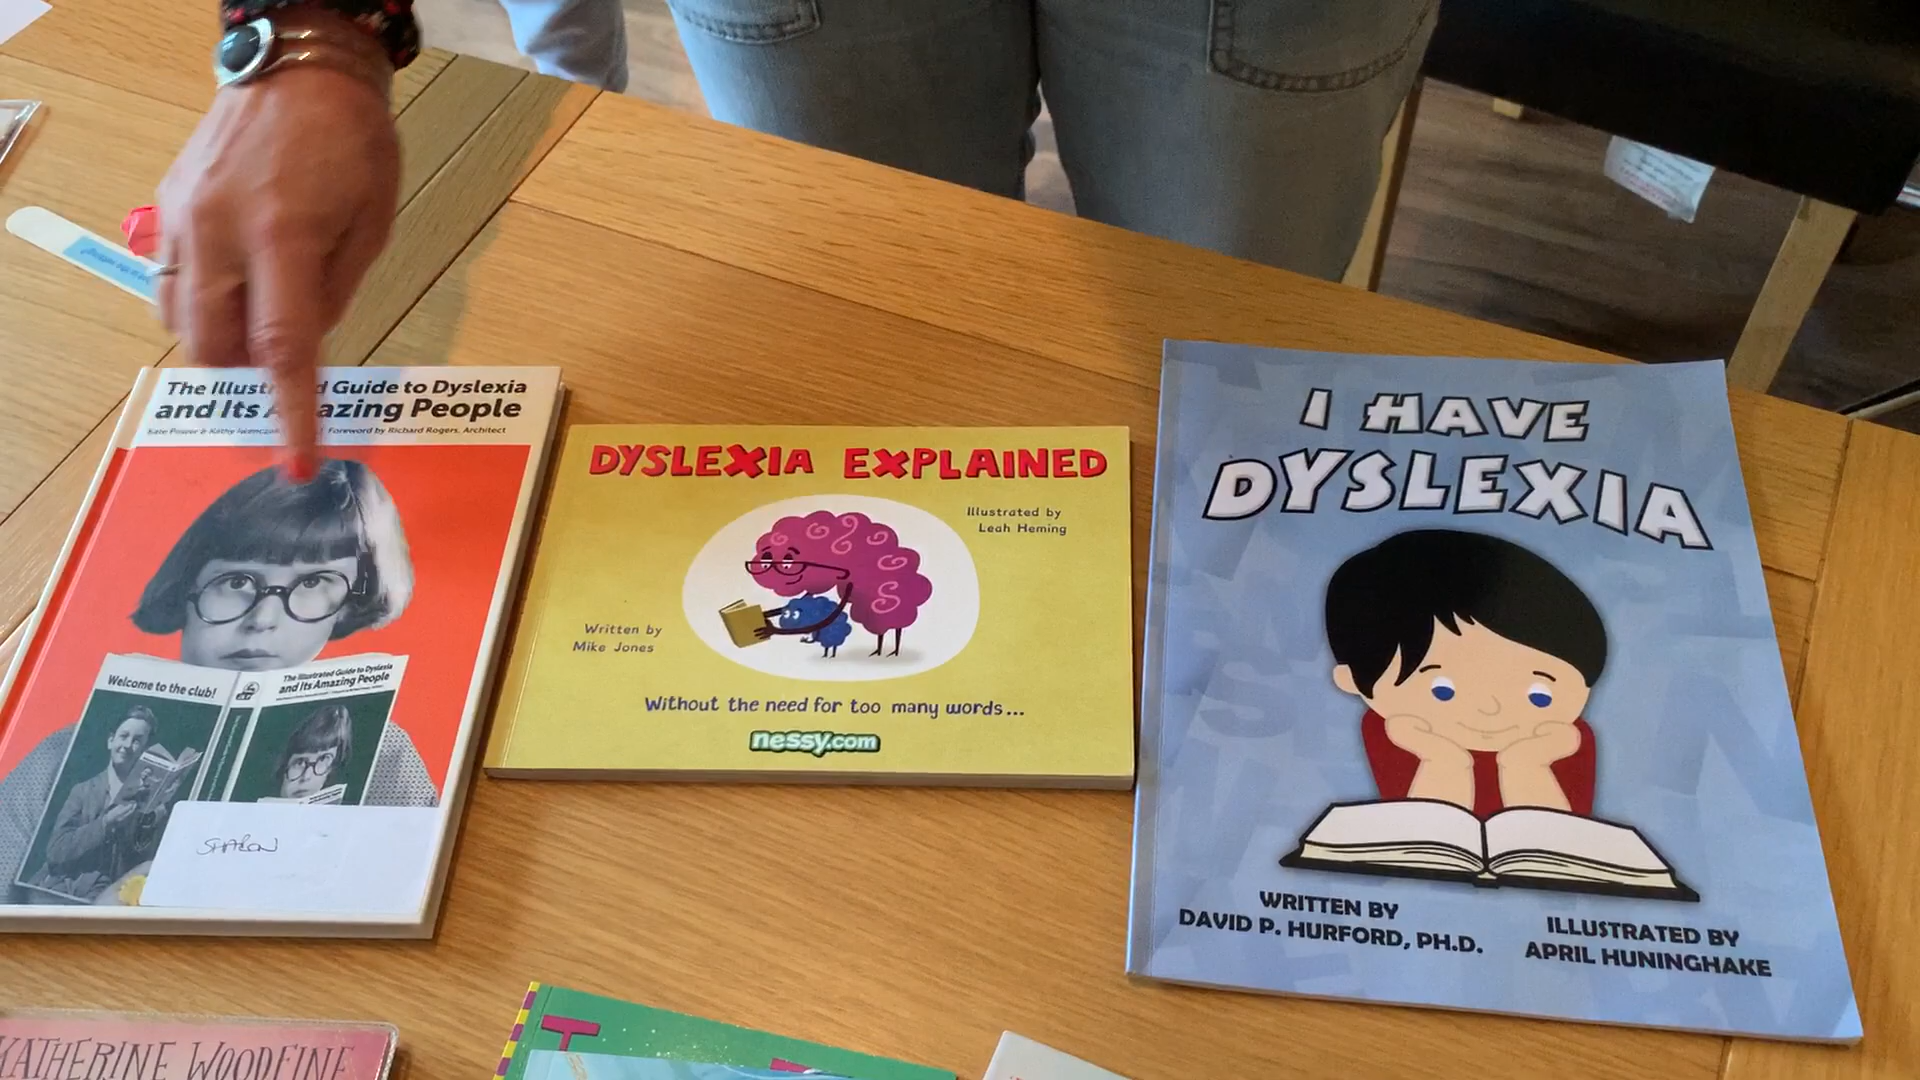 The Illustrated Guide to Dyslexia
and Its Amazing People
Foreword by Richard Rogers, Architect
Welcome to the club!
The Illustrated Guide to Dyslexia
and Its Amazing People
SHARON
DYSLEXIA EXPLAINED
Illustrated by
Leah Heming
Written by
Mike Jones
Without the need for too many words...
nessy.com
I HAVE
DYSLEXIA
WRITTEN BY
DAVID P. HURFORD, PH.D.
ILLUSTRATED BY
APRIL HUNINGHAKE
KATHERINE WOODFINE